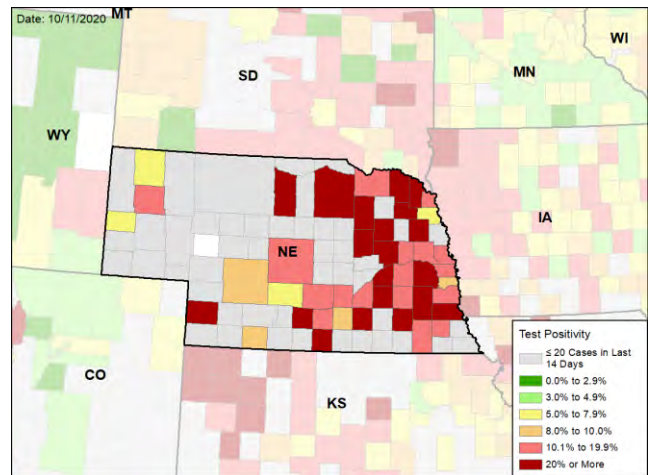 Date: 10/11/2020
MT
WI
SD
MN
WY
IA
NE
CO
KS
Test Positivity
≤ 20 Cases in Last
14 Days
0.0% to 2.9%
3.0% to 4.9%
5.0% to 7.9%
8.0% to 10.0%
10.1% to 19.9%
20% or More